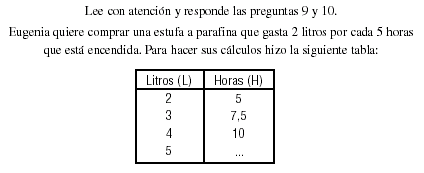 Lee con atención y responde las preguntas 9 y 10.
Eugenia quiere comprar una estufa a parafina que gasta 2 litros por cada 5 horas
que está encendida. Para hacer sus cálculos hizo la siguiente tabla:
Litros (L) Horas (H)
2 5
3 7,5
4 10
5 ...